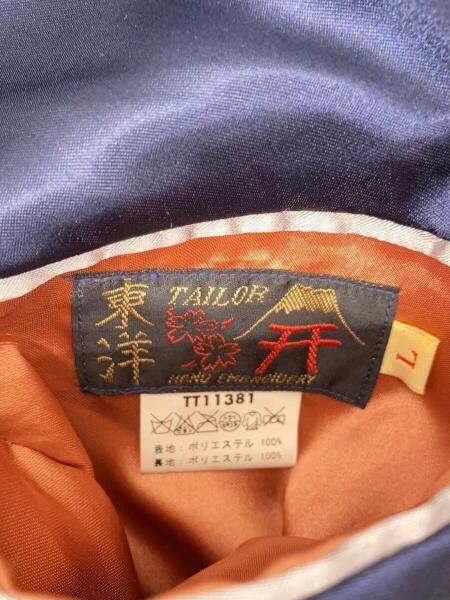 東洋
TAILOR
HAND EMBROIDERY
L
TT11381
表地：ポリエステル 100%
裏地：ポリエステル 100%